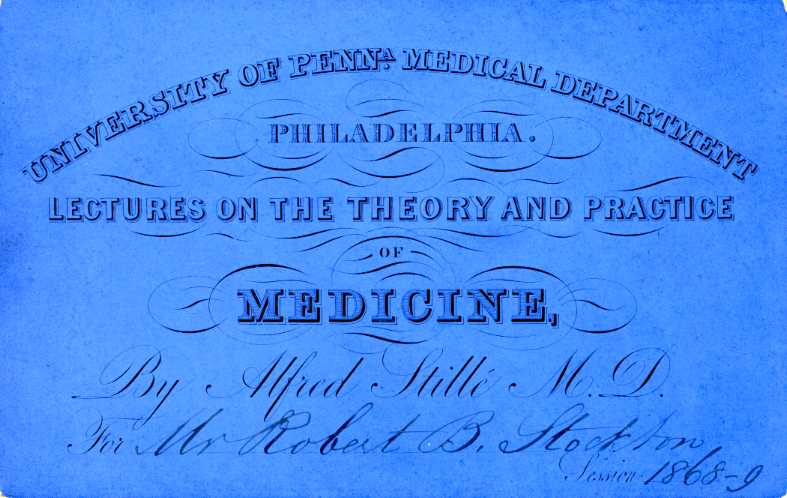 UNIVERSITY OF PENNA. MEDICAL DEPARTMENT
PHILADELPHIA.
LECTURES ON THE THEORY AND PRACTICE
OF
MEDICINE,
By Alfred Stillé M.D.
For Mr Robert B. Stockton
Session 1868-9